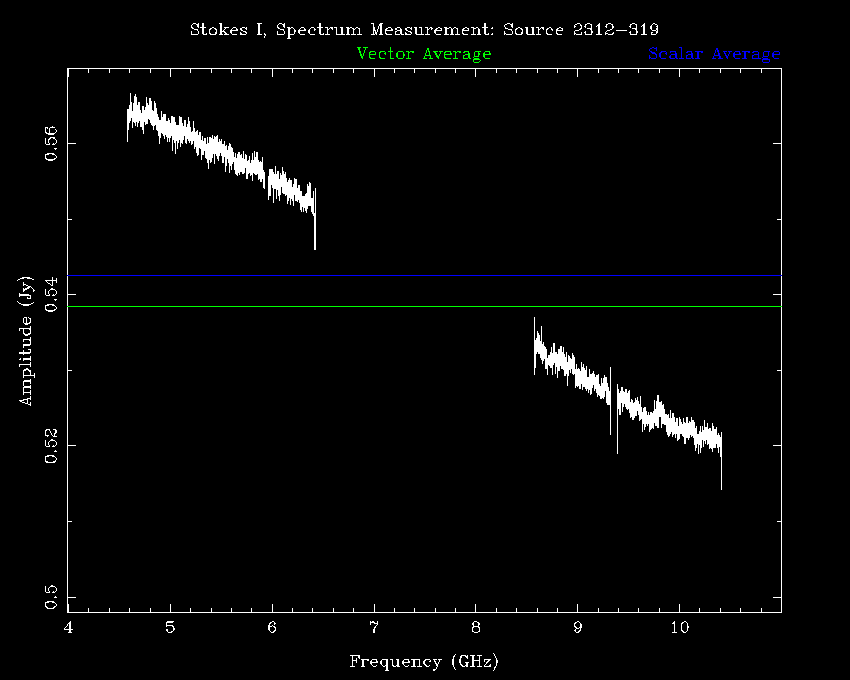 Stokes I, Spectrum Measurement: Source 2312−319
Vector Average
Scalar Average
Amplitude (Jy)
0.56
0.54
0.52
0.5
4 5 6 7 8 9 10
Frequency (GHz)